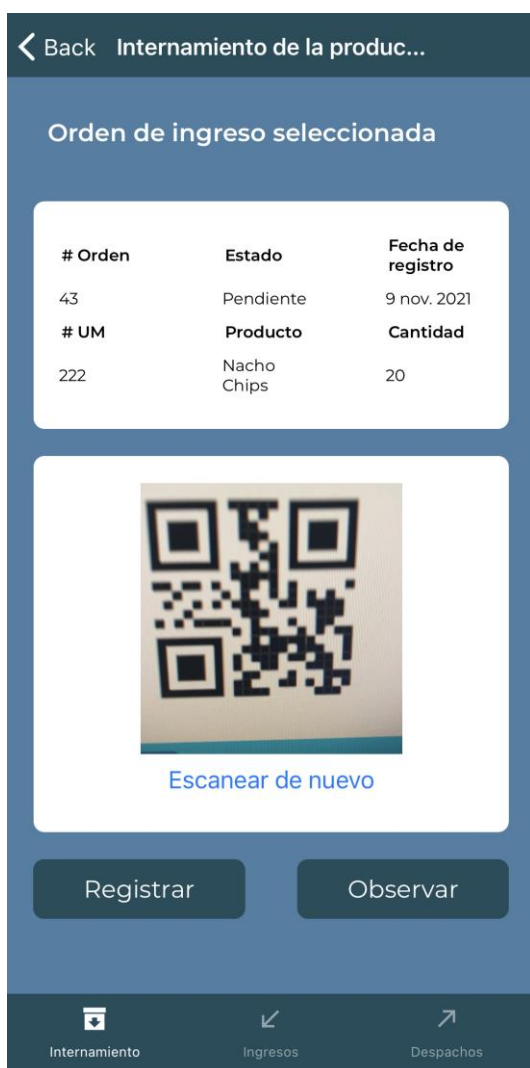 Back Internamiento de la produc...
Orden de ingreso seleccionada
# Orden Estado Fecha de
registro
43 Pendiente 9 nov. 2021
# UM Producto Cantidad
222 Nacho
Chips 20
Escanear de nuevo
Registrar Observar
Internamiento Ingresos Despachos